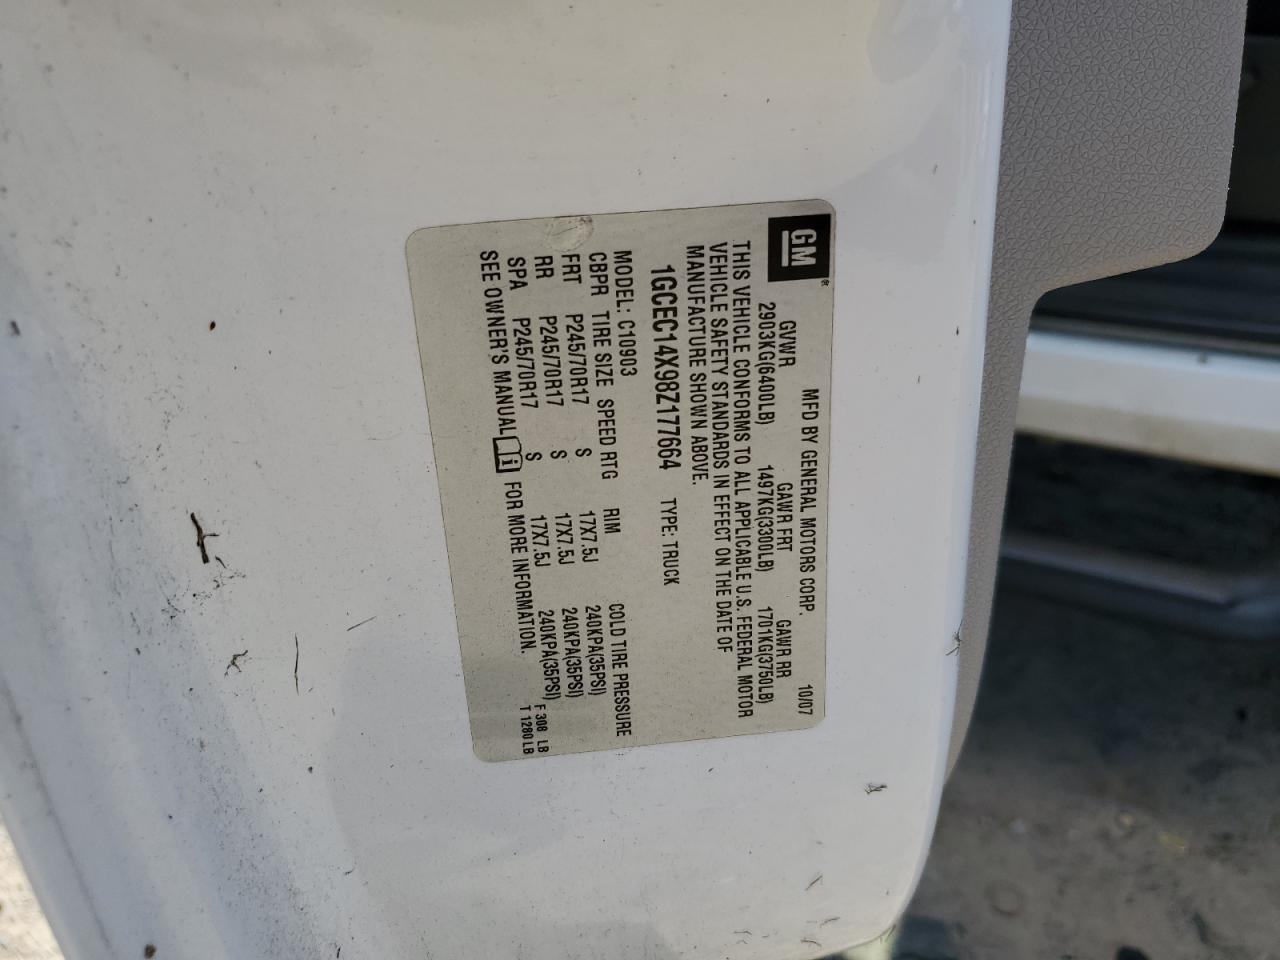 GM
MFD BY GENERAL MOTORS CORP. 10/07
GVWR GAWR FRT GAWR RR
2903KG(6400LB) 1497KG(3300LB) 1701KG(3750LB)
THIS VEHICLE CONFORMS TO ALL APPLICABLE U.S. FEDERAL MOTOR
VEHICLE SAFETY STANDARDS IN EFFECT ON THE DATE OF
MANUFACTURE SHOWN ABOVE.
1GCEC14X98Z177664 TYPE: TRUCK
MODEL: C10903
CBPR TIRE SIZE SPEED RTG RIM COLD TIRE PRESSURE
FRT P245/70R17 S 17X7.5J 240KPA(35PSI)
RR P245/70R17 S 17X7.5J 240KPA(35PSI)
SPA P245/70R17 S 17X7.5J 240KPA(35PSI) F 308 LB
SEE OWNER'S MANUAL FOR MORE INFORMATION. T 1280 LB